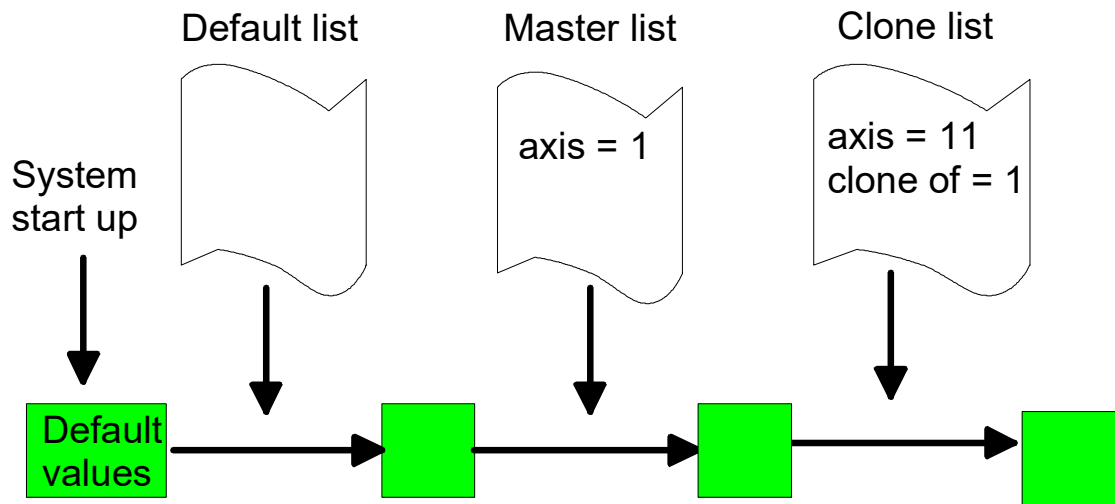 Default list
Master list
Clone list
axis = 1
axis = 11
clone of = 1
System
start up
Default
values